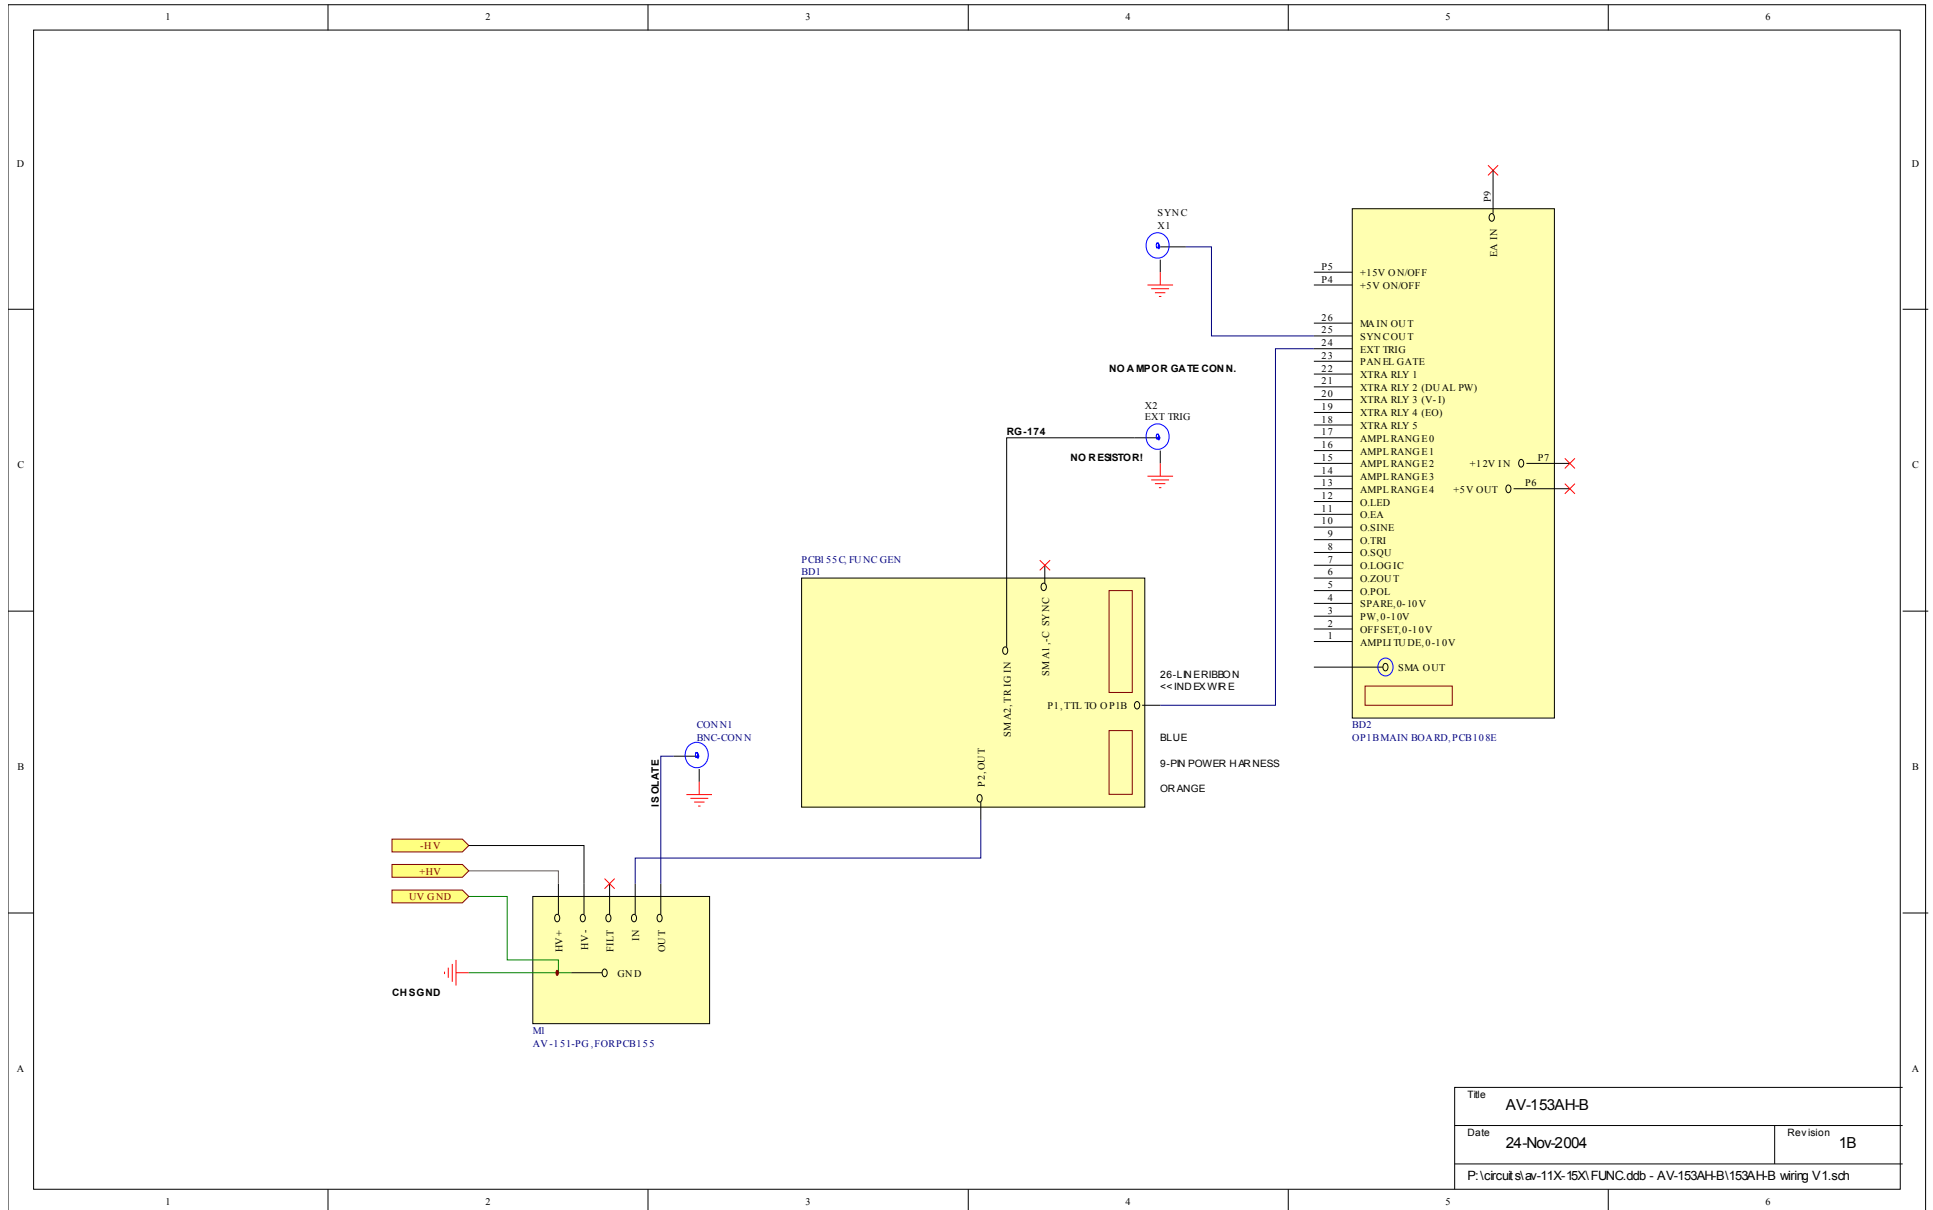 1 2 3 4 5 6
D D
P9
EA IN
SYNC
X1
P5 +15V ON/OFF
P4 +5V ON/OFF
26 MAIN OUT
25 SYNC OUT
24 EXT TRIG
23 PANEL GATE
22 XTRA RLY 1
21 XTRA RLY 2 (DUAL PW)
20 XTRA RLY 3 (V-I)
19 XTRA RLY 4 (EO)
18 XTRA RLY 5
17 AMPL RANGE 0
16 AMPL RANGE 1
15 AMPL RANGE 2
14 AMPL RANGE 3
13 AMPL RANGE 4
12 O.LED
11 O.EA
10 O.SINE
9 O.TRI
8 O.SQU
7 O.LOGIC
6 O.ZOUT
5 O.POL
4 SPARE, 0-10V
3 PW, 0-10V
2 OFFSET, 0-10V
1 AMPLITUDE, 0-10V
+12V IN P7
+5V OUT P6
SMA OUT
BD2
OP1B MAIN BOARD, PCB108E
NO AMP OR GATE CONN.
X2
EXT TRIG
RG-174
NO RESISTOR!
C C
PCB155C, FUNC GEN
BD1
SMA2, TRIG IN
SMA1, -C SYNC
P1, TTL TO OP1B
P2, OUT
26-LINE RIBBON
<< INDEX WIRE
BLUE
9-PIN POWER HARNESS
ORANGE
CONN1
BNC-CONN
ISOLATE
B B
-HV
+HV
UV GND
HV+
HV-
FILT
IN
OUT
GND
CHSGND
M1
AV-151-PG, FOR PCB155
A A
Title AV-153AH-B
Date 24-Nov-2004
Revision 1B
P:\circuits\av-11X-15X\FUNC.ddb - AV-153AH-B\153AH-B wiring V1.sch
1 2 3 4 5 6